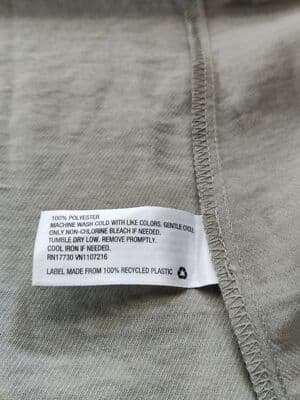 100% POLYESTER
MACHINE WASH COLD WITH LIKE COLORS. GENTLE CYCLE.
ONLY NON-CHLORINE BLEACH IF NEEDED.
TUMBLE DRY LOW. REMOVE PROMPTLY.
COOL IRON IF NEEDED.
RN17730 VN1107216
LABEL MADE FROM 100% RECYCLED PLASTIC